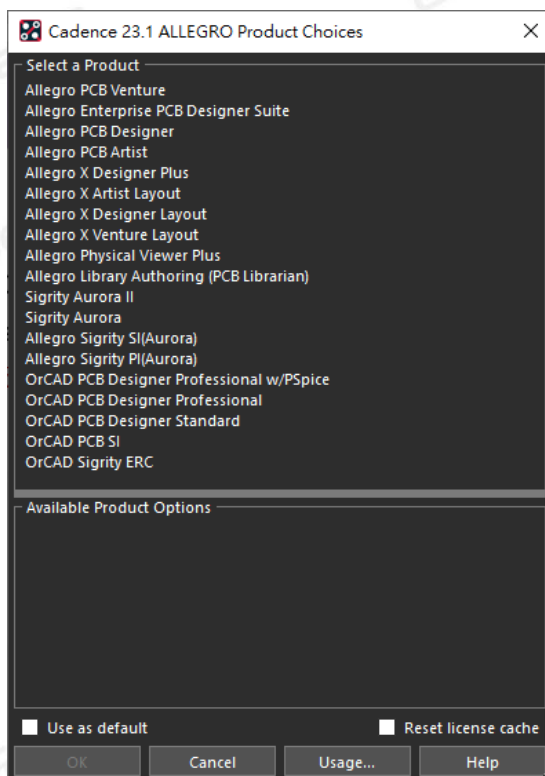 Cadence 23.1 ALLEGRO Product Choices
Select a Product
Allegro PCB Venture
Allegro Enterprise PCB Designer Suite
Allegro PCB Designer
Allegro PCB Artist
Allegro X Designer Plus
Allegro X Artist Layout
Allegro X Designer Layout
Allegro X Venture Layout
Allegro Physical Viewer Plus
Allegro Library Authoring (PCB Librarian)
Sigrity Aurora II
Sigrity Aurora
Allegro Sigrity SI(Aurora)
Allegro Sigrity PI(Aurora)
OrCAD PCB Designer Professional w/PSpice
OrCAD PCB Designer Professional
OrCAD PCB Designer Standard
OrCAD PCB SI
OrCAD Sigrity ERC
Available Product Options
Use as default Reset license cache
OK Cancel Usage... Help